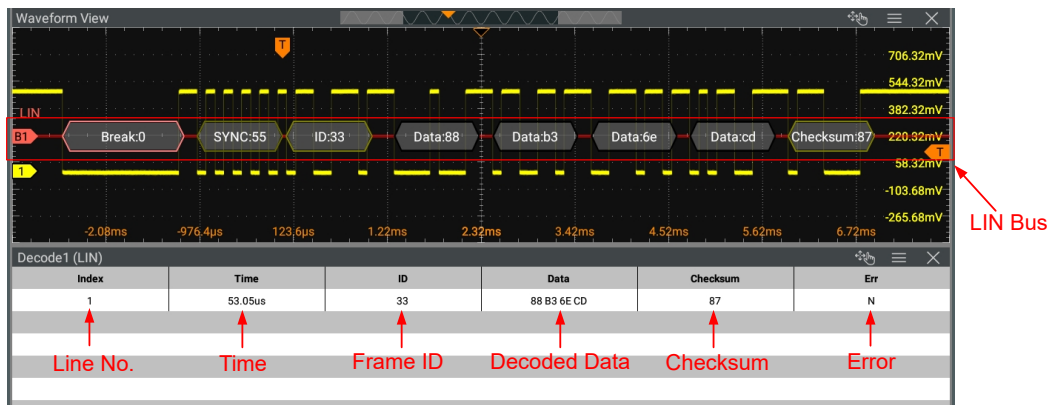 Waveform View
T
706.32mV
544.32mV
LIN
382.32mV
B1 Break:0 SYNC:55 ID:33 Data:88 Data:b3 Data:6e Data:cd Checksum:87 220.32mV
T
58.32mV
1
-103.68mV
-265.68mV
LIN Bus
-2.08ms -976.4µs 123.6µs 1.22ms 2.32ms 3.42ms 4.52ms 5.62ms 6.72ms
Decode1 (LIN)
Index Time ID Data Checksum Err
1 53.05us 33 88 B3 6E CD 87 N
Line No. Time Frame ID Decoded Data Checksum Error